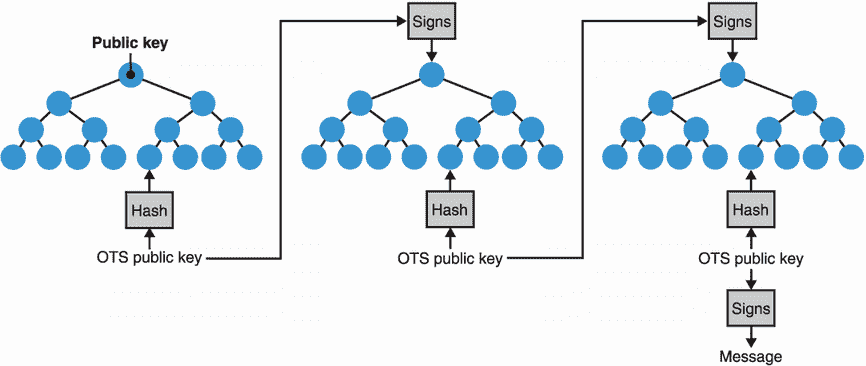 Public key
Signs
Signs
Hash
Hash
Hash
OTS public key
OTS public key
OTS public key
Signs
Message